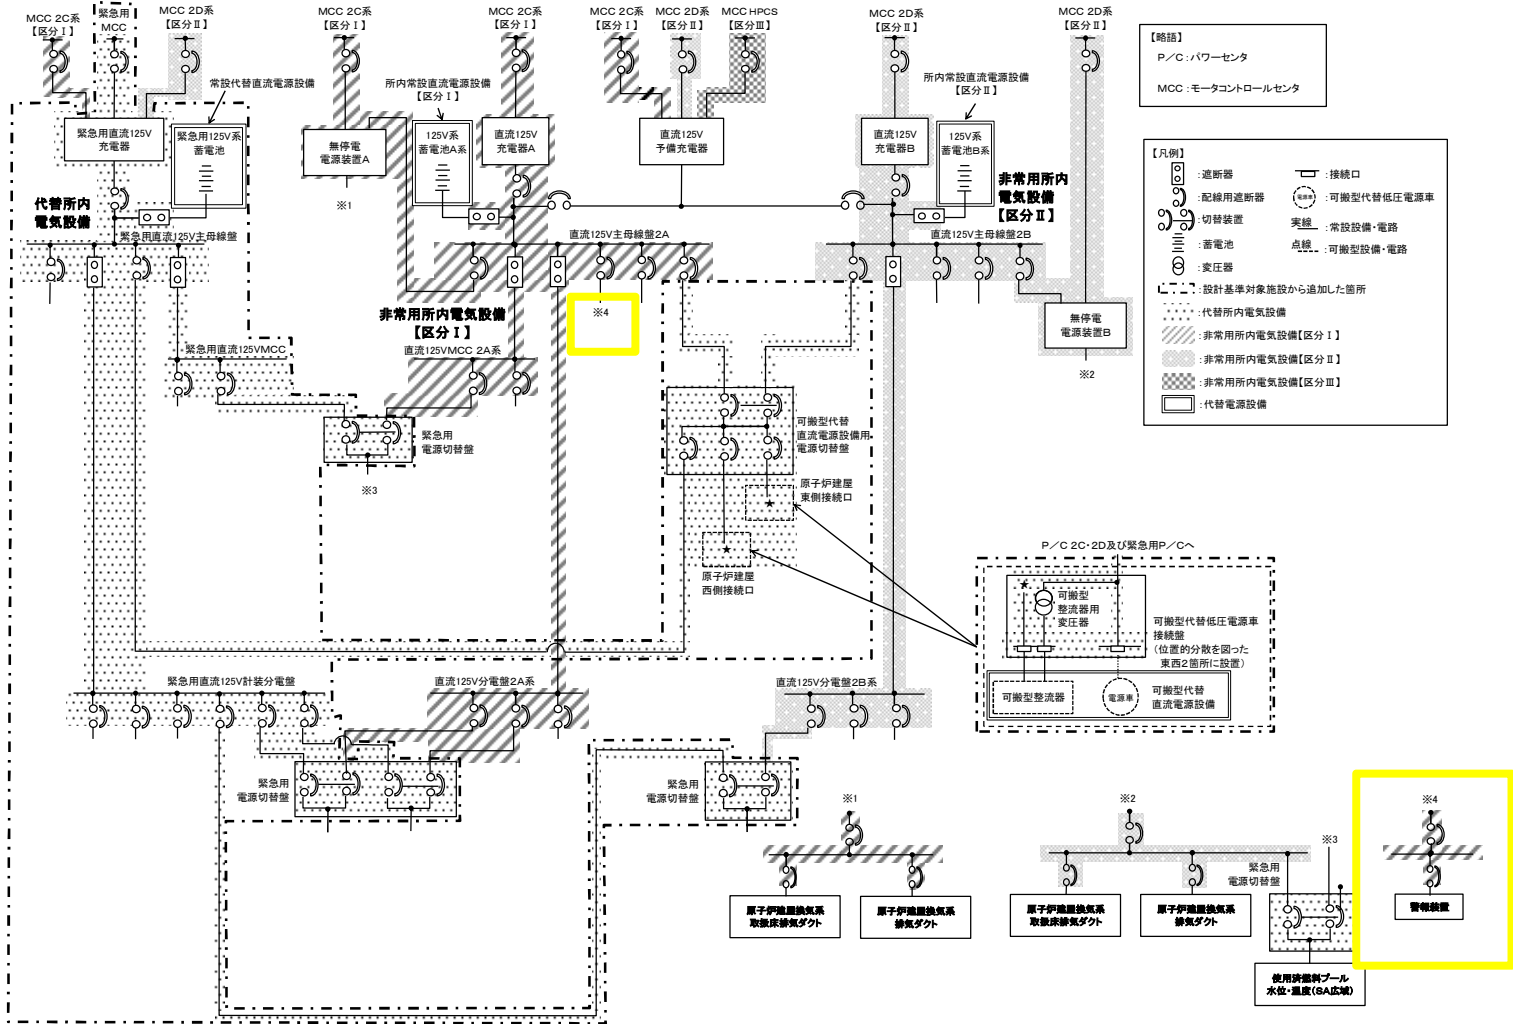 MCC 2C系
【区分Ⅰ】
緊急用
MCC
MCC 2D系
【区分Ⅱ】
MCC 2C系
【区分Ⅰ】
MCC 2C系
【区分Ⅰ】
MCC 2C系
【区分Ⅰ】
MCC 2D系
【区分Ⅱ】
MCC HPCS
【区分Ⅲ】
MCC 2D系
【区分Ⅱ】
MCC 2D系
【区分Ⅱ】
【略語】
P/C:パワーセンタ
MCC:モータコントロールセンタ
常設代替直流電源設備
所内常設直流電源設備
【区分Ⅰ】
所内常設直流電源設備
【区分Ⅱ】
緊急用直流125V
充電器
緊急用125V系
蓄電池
無停電
電源装置A
※1
125V系
蓄電池A系
直流125V
充電器A
直流125V
予備充電器
直流125V
充電器B
125V系
蓄電池B系
代替所内
電気設備
非常用所内
電気設備
【区分Ⅱ】
【凡例】
:遮断器
:配線用遮断器
:切替装置
:蓄電池
:変圧器
:接続口
電源車
:可搬型代替低圧電源車
実線
:常設設備・電路
点線
:可搬型設備・電路
:設計基準対象施設から追加した箇所
:代替所内電気設備
:非常用所内電気設備【区分Ⅰ】
:非常用所内電気設備【区分Ⅱ】
:非常用所内電気設備【区分Ⅲ】
:代替電源設備
緊急用直流125V主母線盤
直流125V主母線盤2A
直流125V主母線盤2B
非常用所内電気設備
【区分Ⅰ】
※4
無停電
電源装置B
※2
緊急用直流125VMCC
直流125VMCC 2A系
緊急用
電源切替盤
※3
可搬型代替
直流電源設備用
電源切替盤
原子炉建屋
東側接続口
原子炉建屋
西側接続口
P/C 2C・2D及び緊急用P/Cへ
可搬型
整流器用
変圧器
可搬型代替低圧電源車
接続盤
(位置的分散を図った
東西2箇所に設置)
可搬型整流器
電源車
可搬型代替
直流電源設備
緊急用直流125V計装分電盤
直流125V分電盤2A系
直流125V分電盤2B系
緊急用
電源切替盤
緊急用
電源切替盤
※1
原子炉建屋換気系
取扱床排気ダクト
原子炉建屋換気系
排気ダクト
※2
原子炉建屋換気系
取扱床排気ダクト
原子炉建屋換気系
排気ダクト
※3
緊急用
電源切替盤
使用済燃料プール
水位・温度(SA広域)
※4
警報装置